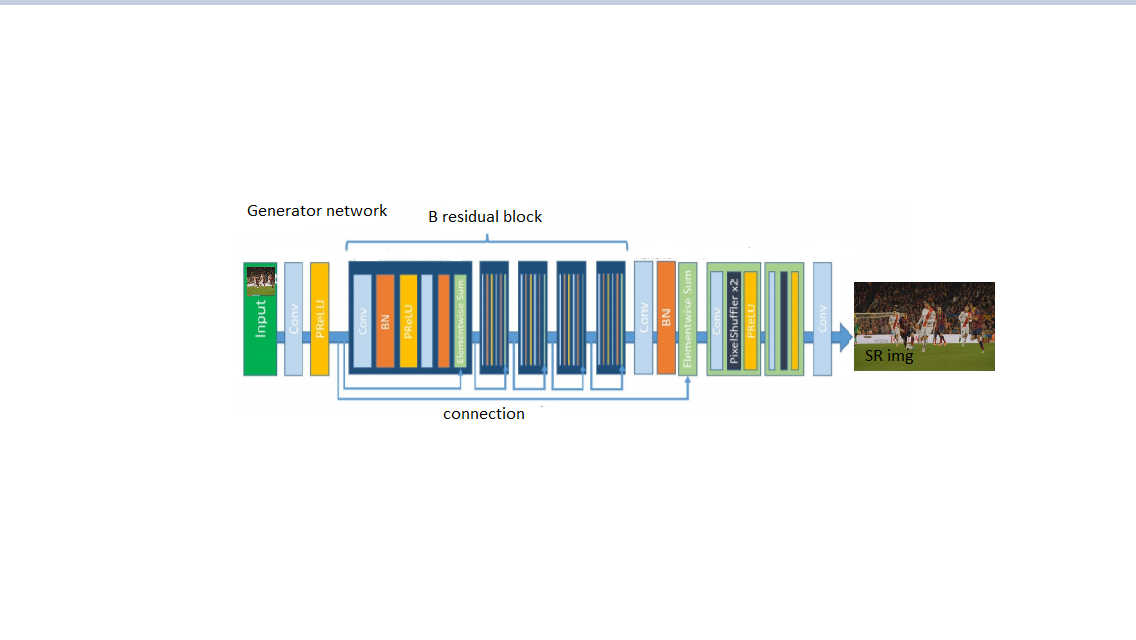 Generator network
B residual block
Input
Conv
PReLU
Conv
BN
PReLU
Elementwise Sum
Conv
BN
Elementwise Sum
Conv
PixelShuffler x2
PReLU
Conv
SR img
connection